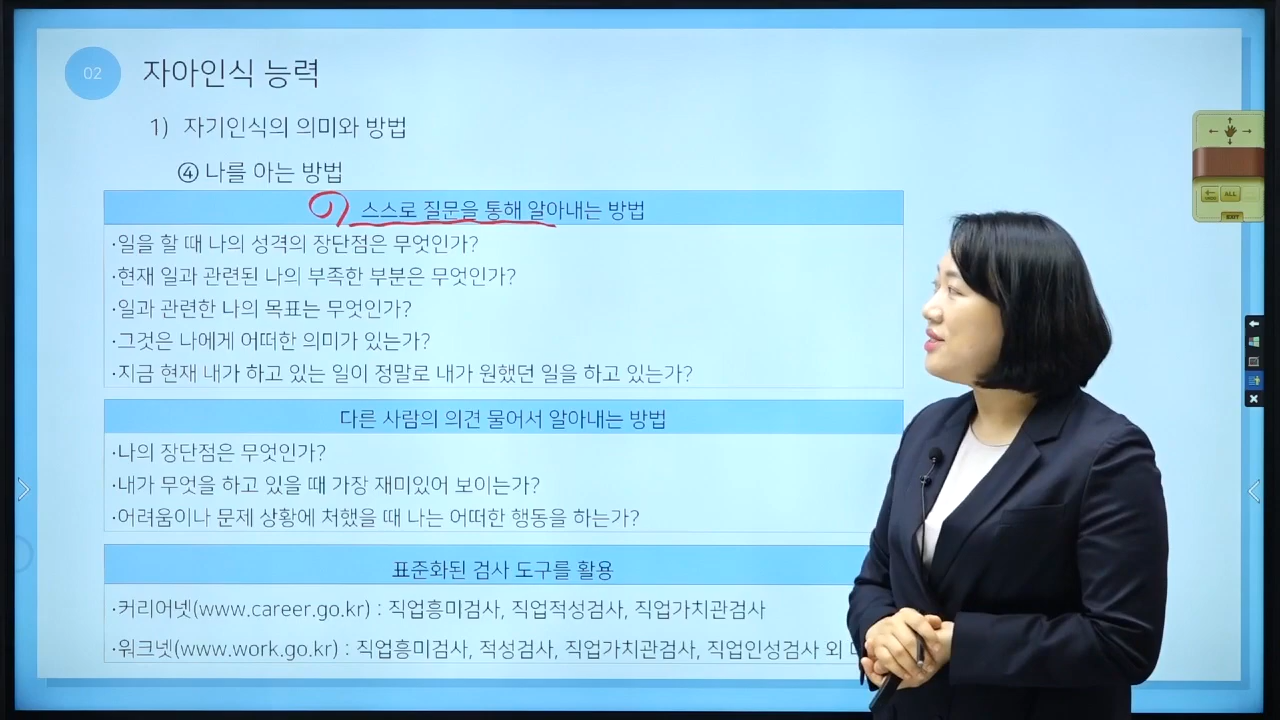 02 자아인식 능력
1) 자기인식의 의미와 방법
④ 나를 아는 방법
스스로 질문을 통해 알아내는 방법
·일을 할 때 나의 성격의 장단점은 무엇인가?
·현재 일과 관련된 나의 부족한 부분은 무엇인가?
·일과 관련한 나의 목표는 무엇인가?
·그것은 나에게 어떠한 의미가 있는가?
·지금 현재 내가 하고 있는 일이 정말로 내가 원했던 일을 하고 있는가?
다른 사람의 의견 물어서 알아내는 방법
·나의 장단점은 무엇인가?
·내가 무엇을 하고 있을 때 가장 재미있어 보이는가?
·어려움이나 문제 상황에 처했을 때 나는 어떠한 행동을 하는가?
표준화된 검사 도구를 활용
·커리어넷(www.career.go.kr) : 직업흥미검사, 직업적성검사, 직업가치관검사
·워크넷(www.work.go.kr) : 직업흥미검사, 적성검사, 직업가치관검사, 직업인성검사 외
ALL
EXIT